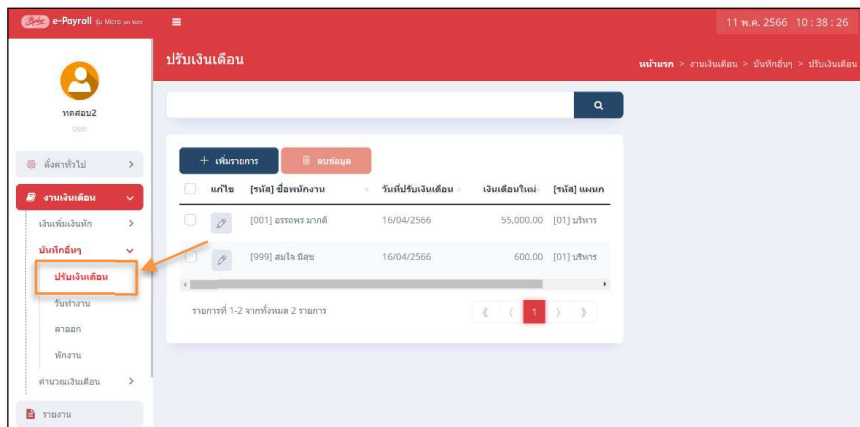 e-Payroll รุ่น Micro on Web
11 พ.ค. 2566 10 : 38 : 26
ปรับเงินเดือน
หน้าแรก > งานเงินเดือน > บันทึกอื่นๆ > ปรับเงินเดือน
ทดสอบ2
User
ตั้งค่าทั่วไป
งานเงินเดือน
เงินเพิ่มเงินหัก
บันทึกอื่นๆ
ปรับเงินเดือน
วันทำงาน
ลาออก
พักงาน
คำนวณเงินเดือน
รายงาน
+ เพิ่มรายการ ลบข้อมูล
แก้ไข [รหัส] ชื่อพนักงาน วันที่ปรับเงินเดือน เงินเดือนใหม่ [รหัส] แผนก
[001] อรรถพร มากดี 16/04/2566 55,000.00 [01] บริหาร
[999] สมใจ มีสุข 16/04/2566 600.00 [01] บริหาร
รายการที่ 1-2 จากทั้งหมด 2 รายการ
1